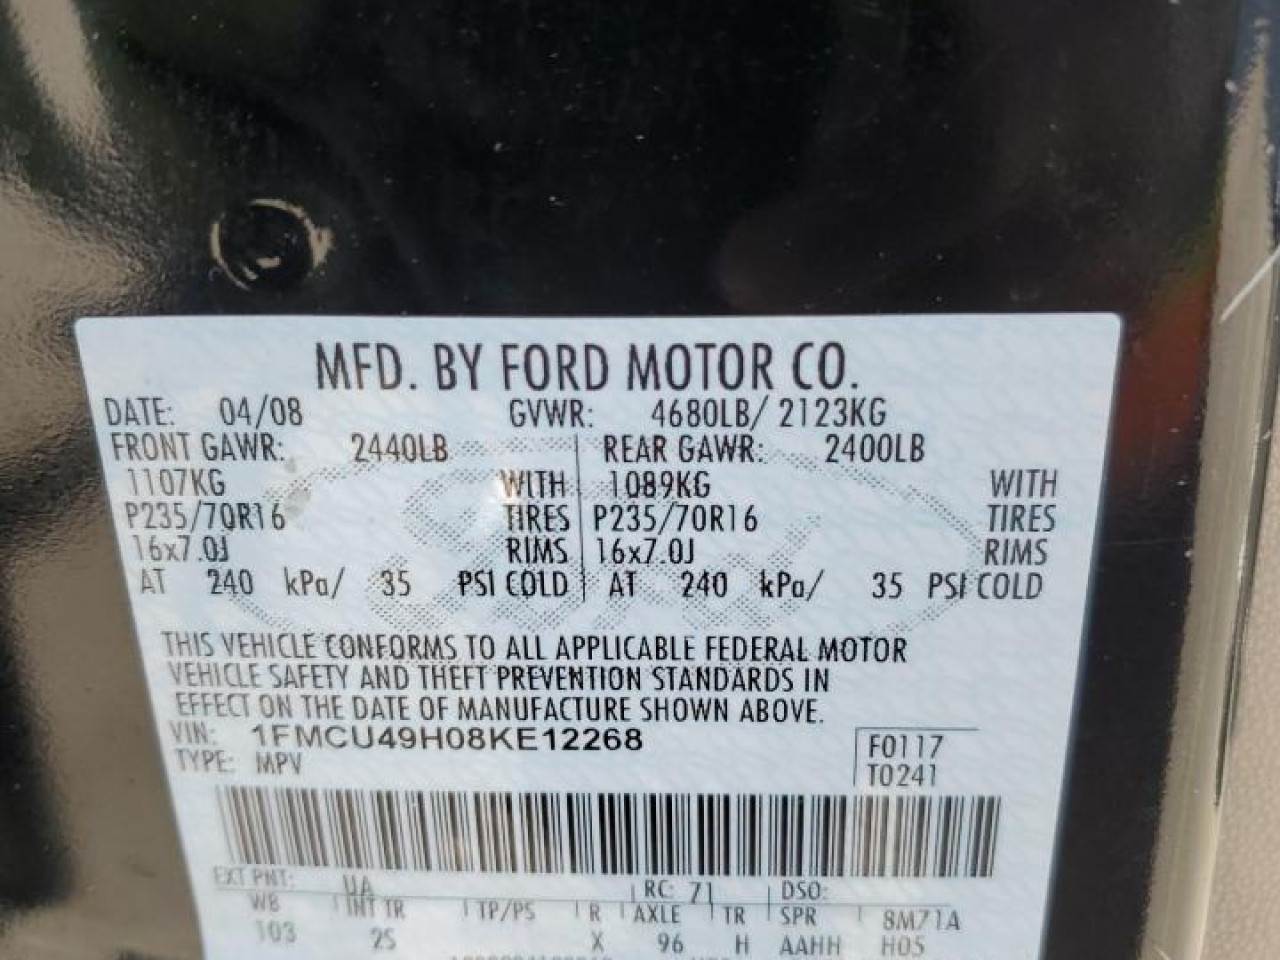 MFD. BY FORD MOTOR CO.
DATE: 04/08 GVWR: 4680LB/ 2123KG
FRONT GAWR: 2440LB REAR GAWR: 2400LB
1107KG WITH 1089KG WITH
P235/70R16 TIRES P235/70R16 TIRES
16x7.0J RIMS 16x7.0J RIMS
AT 240 kPa/ 35 PSI COLD AT 240 kPa/ 35 PSI COLD
THIS VEHICLE CONFORMS TO ALL APPLICABLE FEDERAL MOTOR
VEHICLE SAFETY AND THEFT PREVENTION STANDARDS IN
EFFECT ON THE DATE OF MANUFACTURE SHOWN ABOVE.
VIN: 1FMCU49H08KE12268 F0117
TYPE: MPV T0241
EXT PNT: UA RC: 71 DSO:
WB INT TR TP/PS R AXLE TR SPR 8M71A
103 2S X 96 H AAHH H05